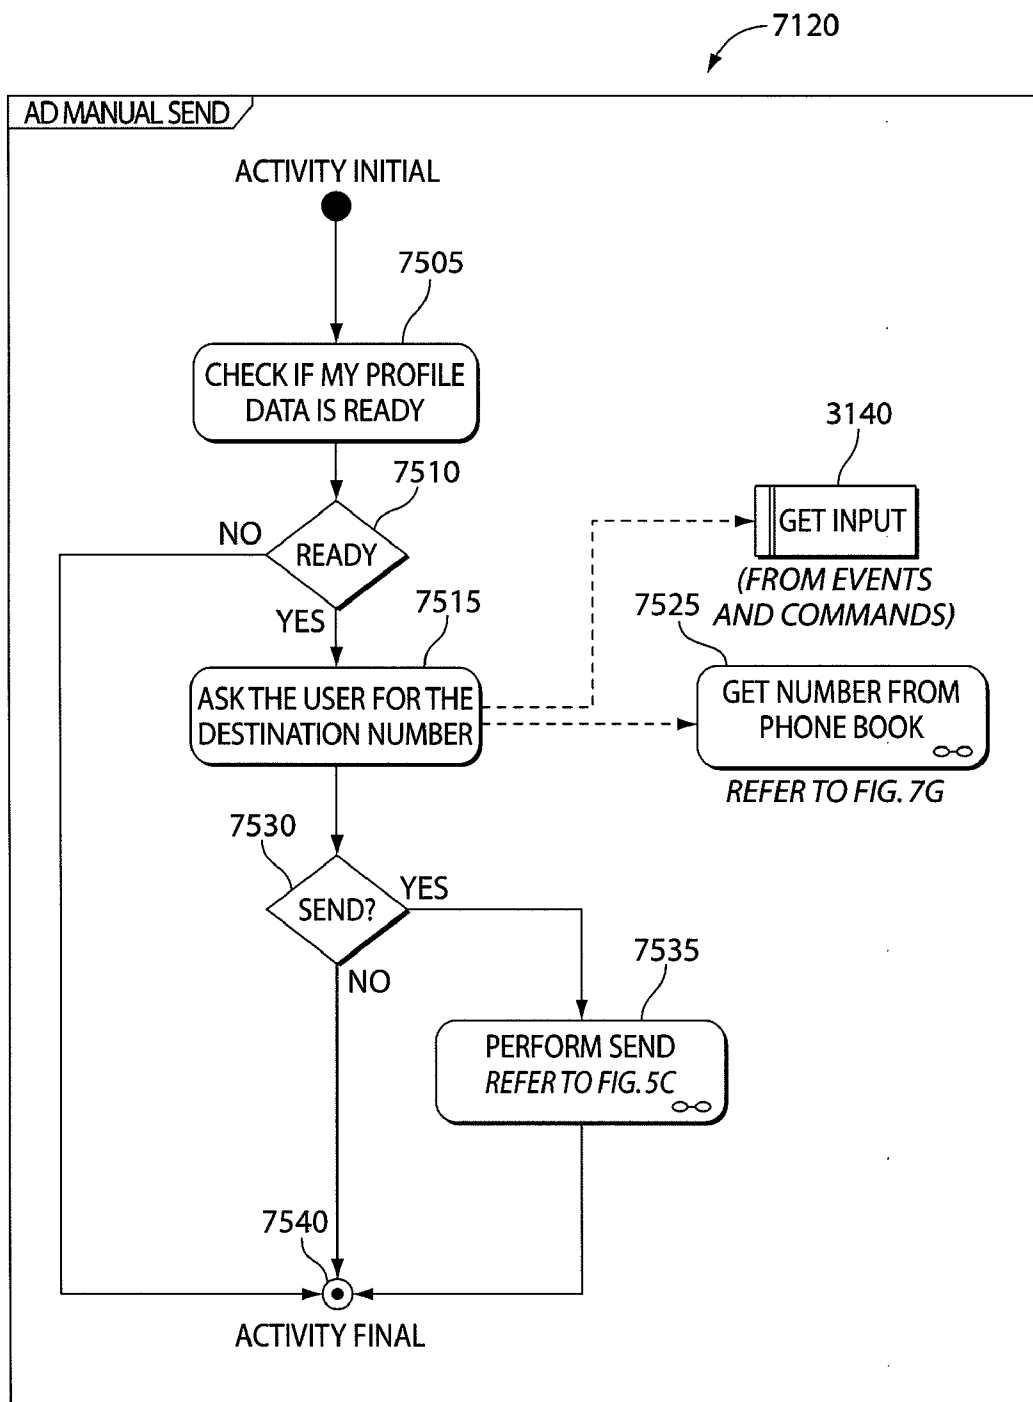 7120
AD MANUAL SEND
ACTIVITY INITIAL
7505
CHECK IF MY PROFILE
DATA IS READY
3140
7510
GET INPUT
NO
READY
(FROM EVENTS
AND COMMANDS)
7515
7525
YES
ASK THE USER FOR THE
DESTINATION NUMBER
GET NUMBER FROM
PHONE BOOK
REFER TO FIG. 7G
7530
YES
SEND?
NO
7535
PERFORM SEND
REFER TO FIG. 5C
7540
ACTIVITY FINAL